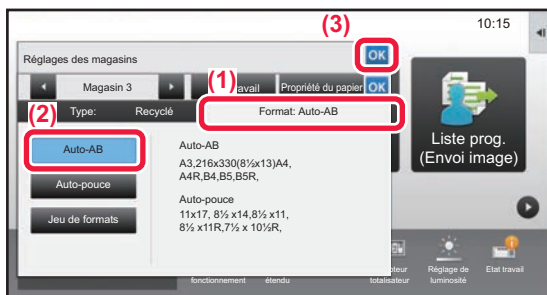 (3)
10:15
Réglages des magasins
OK
Magasin 3
(1)
avail
Propriété du papier
OK
(2)
Type:
Recyclé
Format: Auto-AB
Auto-AB
Auto-AB
A3,216x330(8½x13)A4,
A4R,B4,B5,B5R,
Auto-pouce
Auto-pouce
11x17, 8½ x14,8½ x11,
8½ x11R,7½ x 10½R,
Jeu de formats
Liste prog.
(Envoi image)
fonctionnement
étendu
totalisateur
Réglage de
luminosité
Etat travail